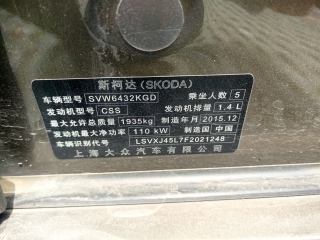 斯柯达(SKODA)
车辆型号 SVW6432KGD 乘坐人数 5
发动机型号 CSS 发动机排量 1.4 L
最大允许总质量 1935kg 制造年月 2015.12
发动机最大净功率 110 kW 制造国 中国
车辆识别代号 LSVXJ45L7F2021248
上海大众汽车有限公司